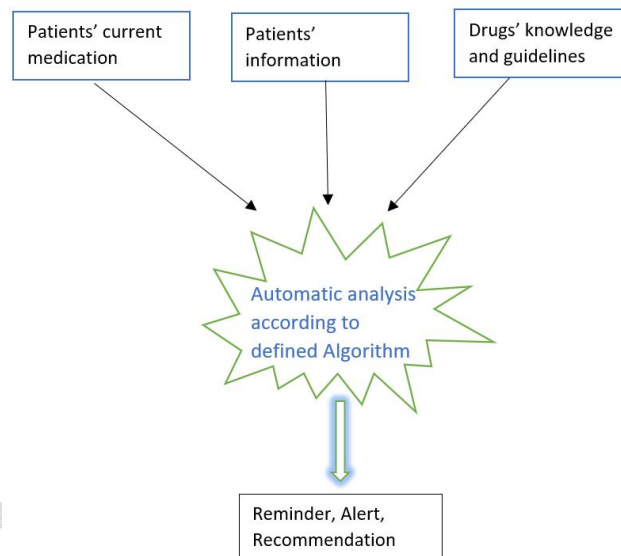 Patients’ current
medication
Patients’
information
Drugs’ knowledge
and guidelines
Automatic analysis
according to
defined Algorithm
Reminder, Alert,
Recommendation